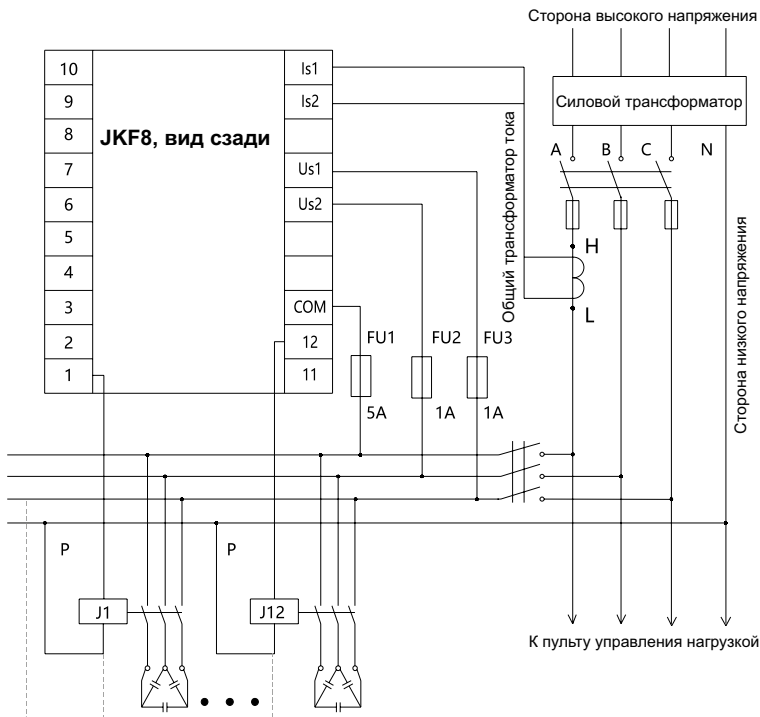 Сторона высокого напряжения
Силовой трансформатор
A B C N
JKF8, вид сзади
10
9
8
7
6
5
4
3
2
1
Is1
Is2
Us1
Us2
COM
12
11
Общий трансформатор тока
H
L
Сторона низкого напряжения
FU1 FU2 FU3
5A 1A 1A
P P
J1 J12
К пульту управления нагрузкой